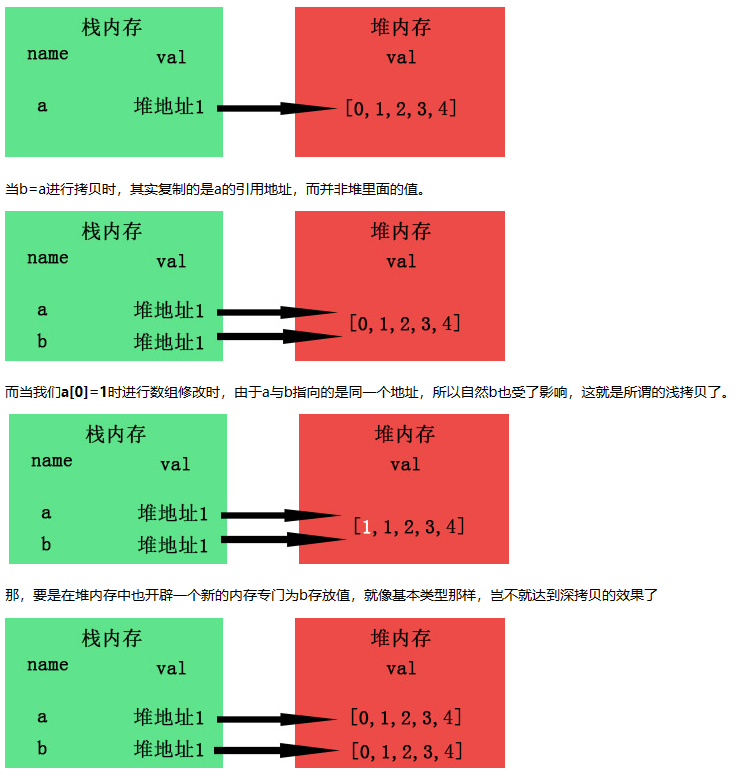 栈内存 堆内存
name val val
a 堆地址1 [0,1,2,3,4]
当b=a进行拷贝时，其实复制的是a的引用地址，而并非堆里面的值。
栈内存 堆内存
name val val
a 堆地址1
b 堆地址1 [0,1,2,3,4]
而当我们a[0]=1时进行数组修改时，由于a与b指向的是同一个地址，所以自然b也受了影响，这就是所谓的浅拷贝了。
栈内存 堆内存
name val val
a 堆地址1
b 堆地址1 [1,1,2,3,4]
那，要是在堆内存中也开辟一个新的内存专门为b存放值，就像基本类型那样，岂不就达到深拷贝的效果了
栈内存 堆内存
name val val
a 堆地址1 [0,1,2,3,4]
b 堆地址1 [0,1,2,3,4]